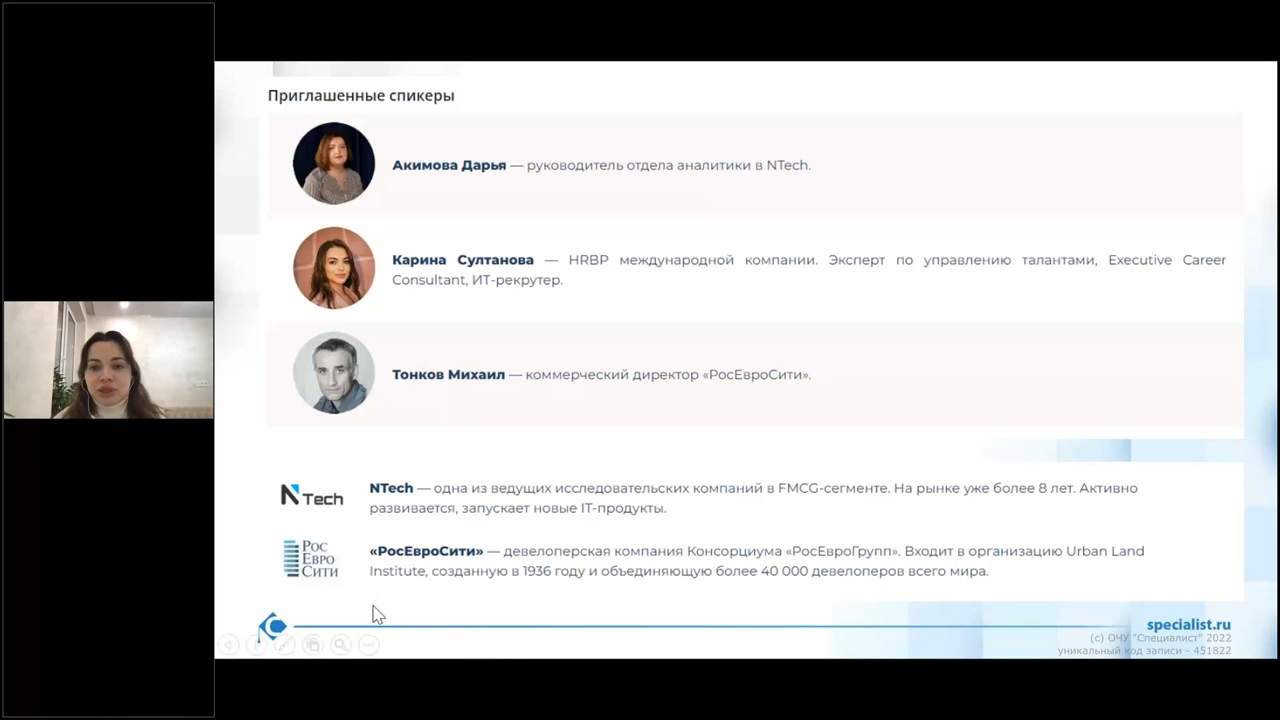 Приглашенные спикеры
Акимова Дарья — руководитель отдела аналитики в NTech.
Карина Султанова — HRBP международной компании. Эксперт по управлению талантами, Executive Career
Consultant, ИТ-рекрутер.
Тонков Михаил — коммерческий директор «РосЕвроСити».
N Tech
NTech — одна из ведущих исследовательских компаний в FMCG-сегменте. На рынке уже более 8 лет. Активно
развивается, запускает новые IT-продукты.
РОС
ЕВРО
СИТИ
«РосЕвроСити» — девелоперская компания Консорциума «РосЕвроГрупп». Входит в организацию Urban Land
Institute, созданную в 1936 году и объединяющую более 40 000 девелоперов всего мира.
specialist.ru
(с) ОЧУ "Специалист" 2022
уникальный код записи - 451822